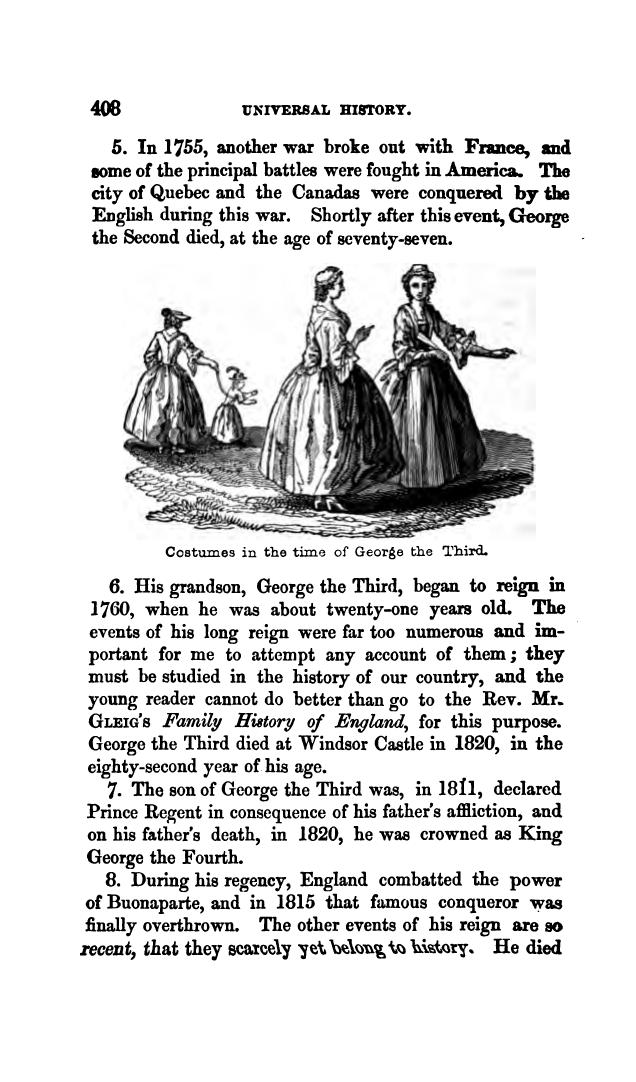 408 UNIVERSAL HISTORY.
5. In 1755, another war broke out with France, and
some of the principal battles were fought in America. The
city of Quebec and the Canadas were conquered by the
English during this war. Shortly after this event, George
the Second died, at the age of seventy-seven.
Costumes in the time of George the Third.
6. His grandson, George the Third, began to reign in
1760, when he was about twenty-one years old. The
events of his long reign were far too numerous and im-
portant for me to attempt any account of them; they
must be studied in the history of our country, and the
young reader cannot do better than go to the Rev. Mr.
GLEIG'S Family History of England, for this purpose.
George the Third died at Windsor Castle in 1820, in the
eighty-second year of his age.
7. The son of George the Third was, in 1811, declared
Prince Regent in consequence of his father's affliction, and
on his father's death, in 1820, he was crowned as King
George the Fourth.
8. During his regency, England combatted the power
of Buonaparte, and in 1815 that famous conqueror was
finally overthrown. The other events of his reign are so
recent, that they scarcely yet belong to history. He died